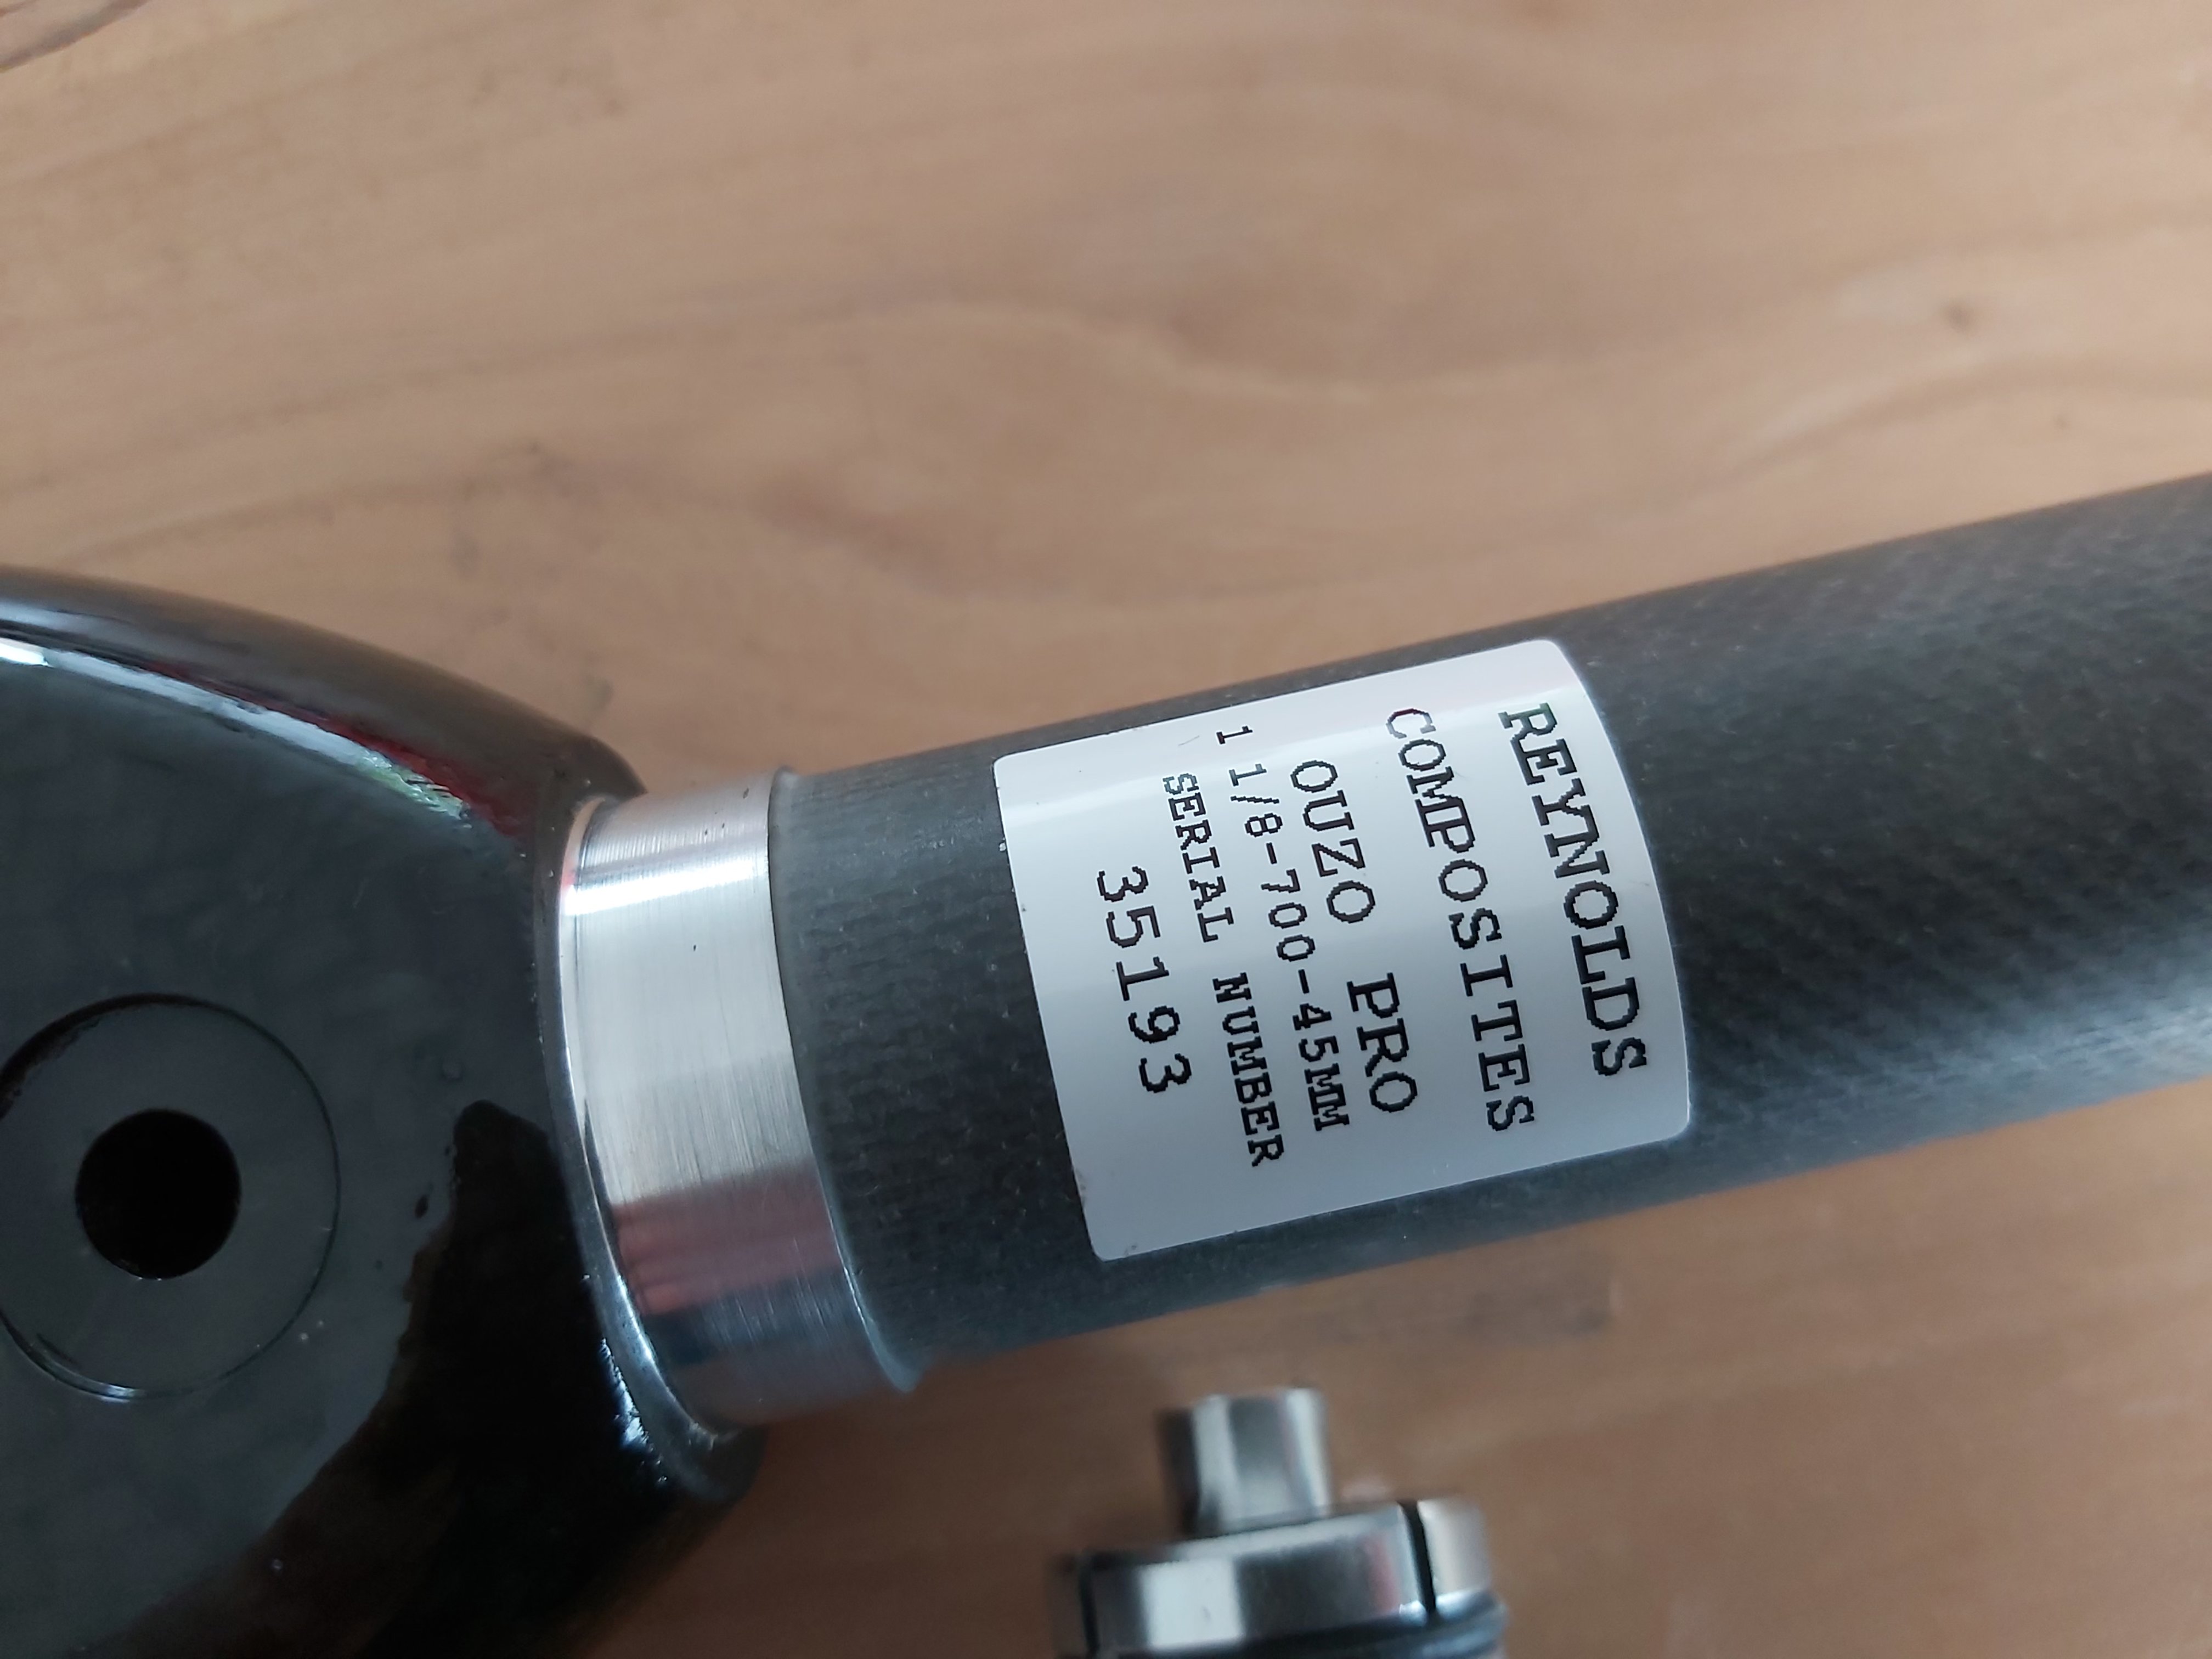 REYNOLDS
COMPOSITES
OUZO PRO
1 1/8-700-45MM
SERIAL NUMBER
35193